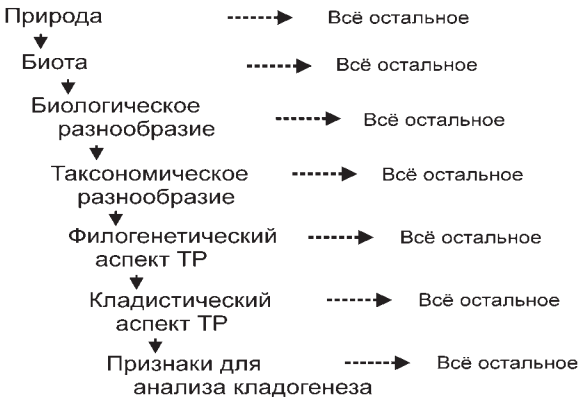 Природа Всё остальное
Биота Всё остальное
Биологическое
разнообразие Всё остальное
Таксономическое Всё остальное
разнообразие
Филогенетический Всё остальное
аспект ТР
Кладистический Всё остальное
аспект ТР
Признаки для Всё остальное
анализа кладогенеза